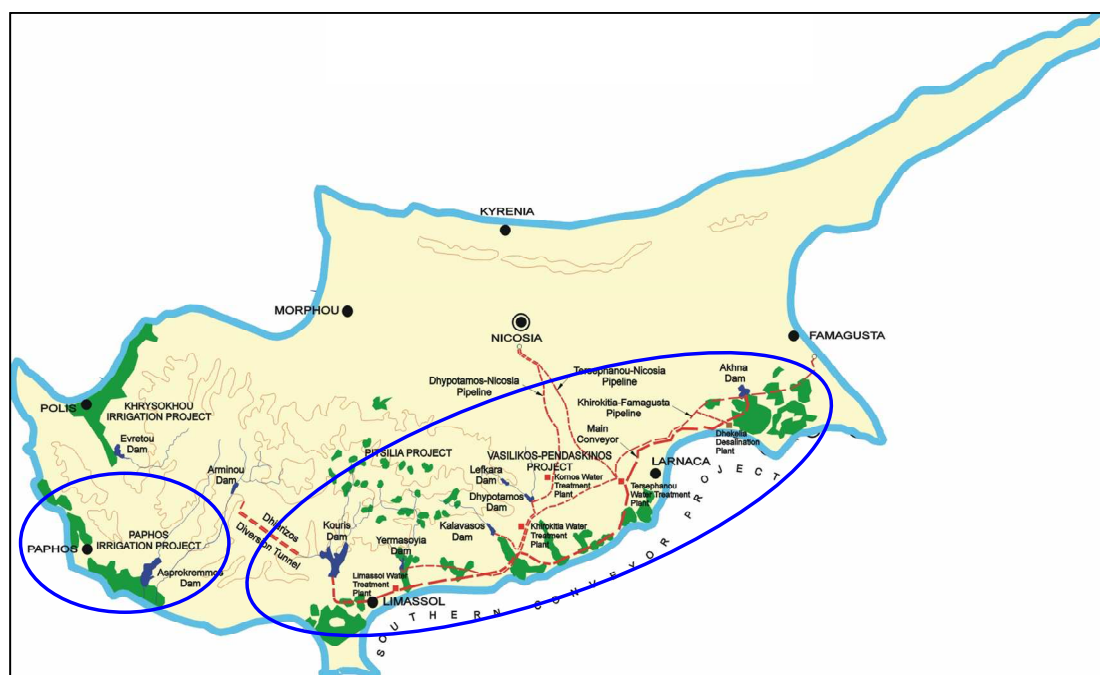 KYRENIA
MORPHOU
NICOSIA
FAMAGUSTA
Dhypotamos-Nicosia
Pipeline
Tersephanou-Nicosia
Pipeline
Akhna
Dam
Khirokitia-Famagusta
Pipeline
POLIS
KHRYSOKHOU
IRRIGATION PROJECT
Evretou
Dam
Main
Conveyor
Dhekelia
Desalination
Plant
Arminou
Dam
PITSILIA PROJECT
VASILIKOS-PENDASKINOS
PROJECT
LARNACA
Lefkara
Dam
Kornos Water
Treatment
Plant
Tersephanou
Water Treatment
Plant
Dhypotamos
Dam
Dhiarizos
Diversion Tunnel
Kouris
Dam
Yermasoyia
Dam
Kalavasos
Dam
Khirokitia Water
Treatment
Plant
PAPHOS
IRRIGATION PROJECT
PAPHOS
Asprokremmos
Dam
Limassol Water
Treatment
Plant
LIMASSOL
SOUTHERN CONVEYOR PROJECT